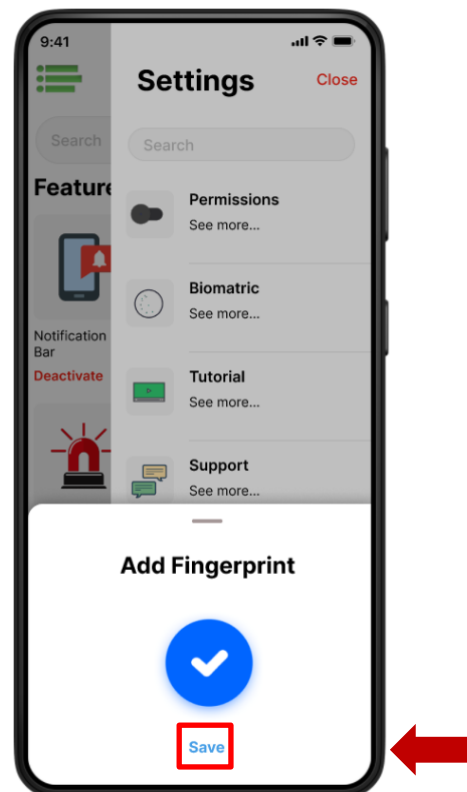 9:41
Settings
Close
Search
Search
Feature
Permissions
See more...
Biomatric
See more...
Notification
Bar
Deactivate
Tutorial
See more...
Support
See more...
Add Fingerprint
Save